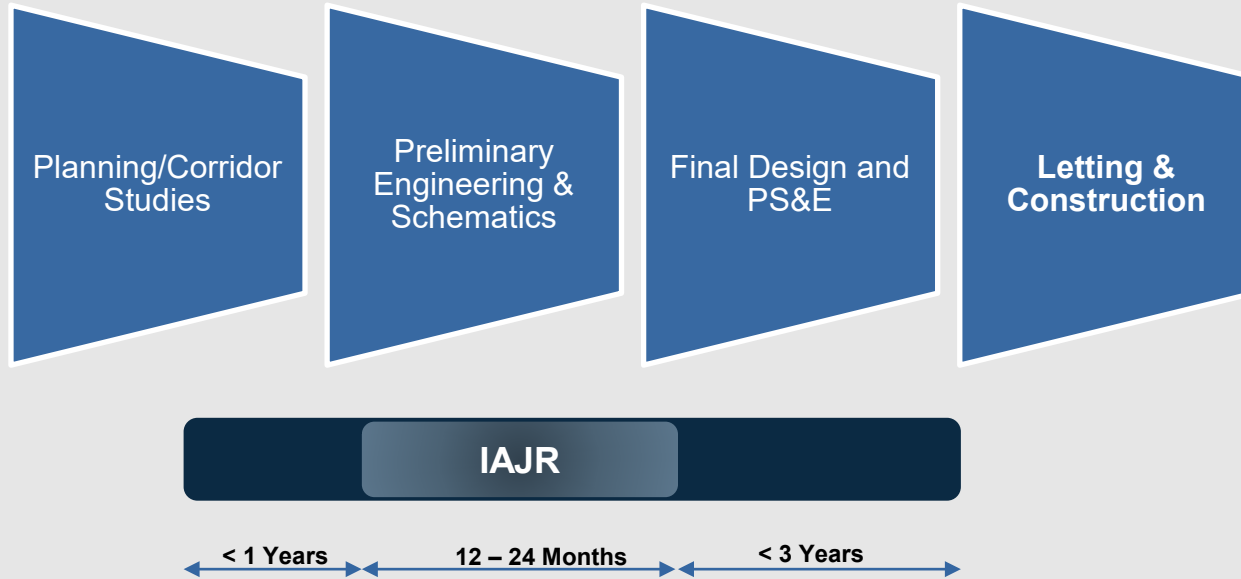 Planning/Corridor
Studies
Preliminary
Engineering &
Schematics
Final Design and
PS&E
Letting &
Construction
IAJR
< 1 Years
12 – 24 Months
< 3 Years